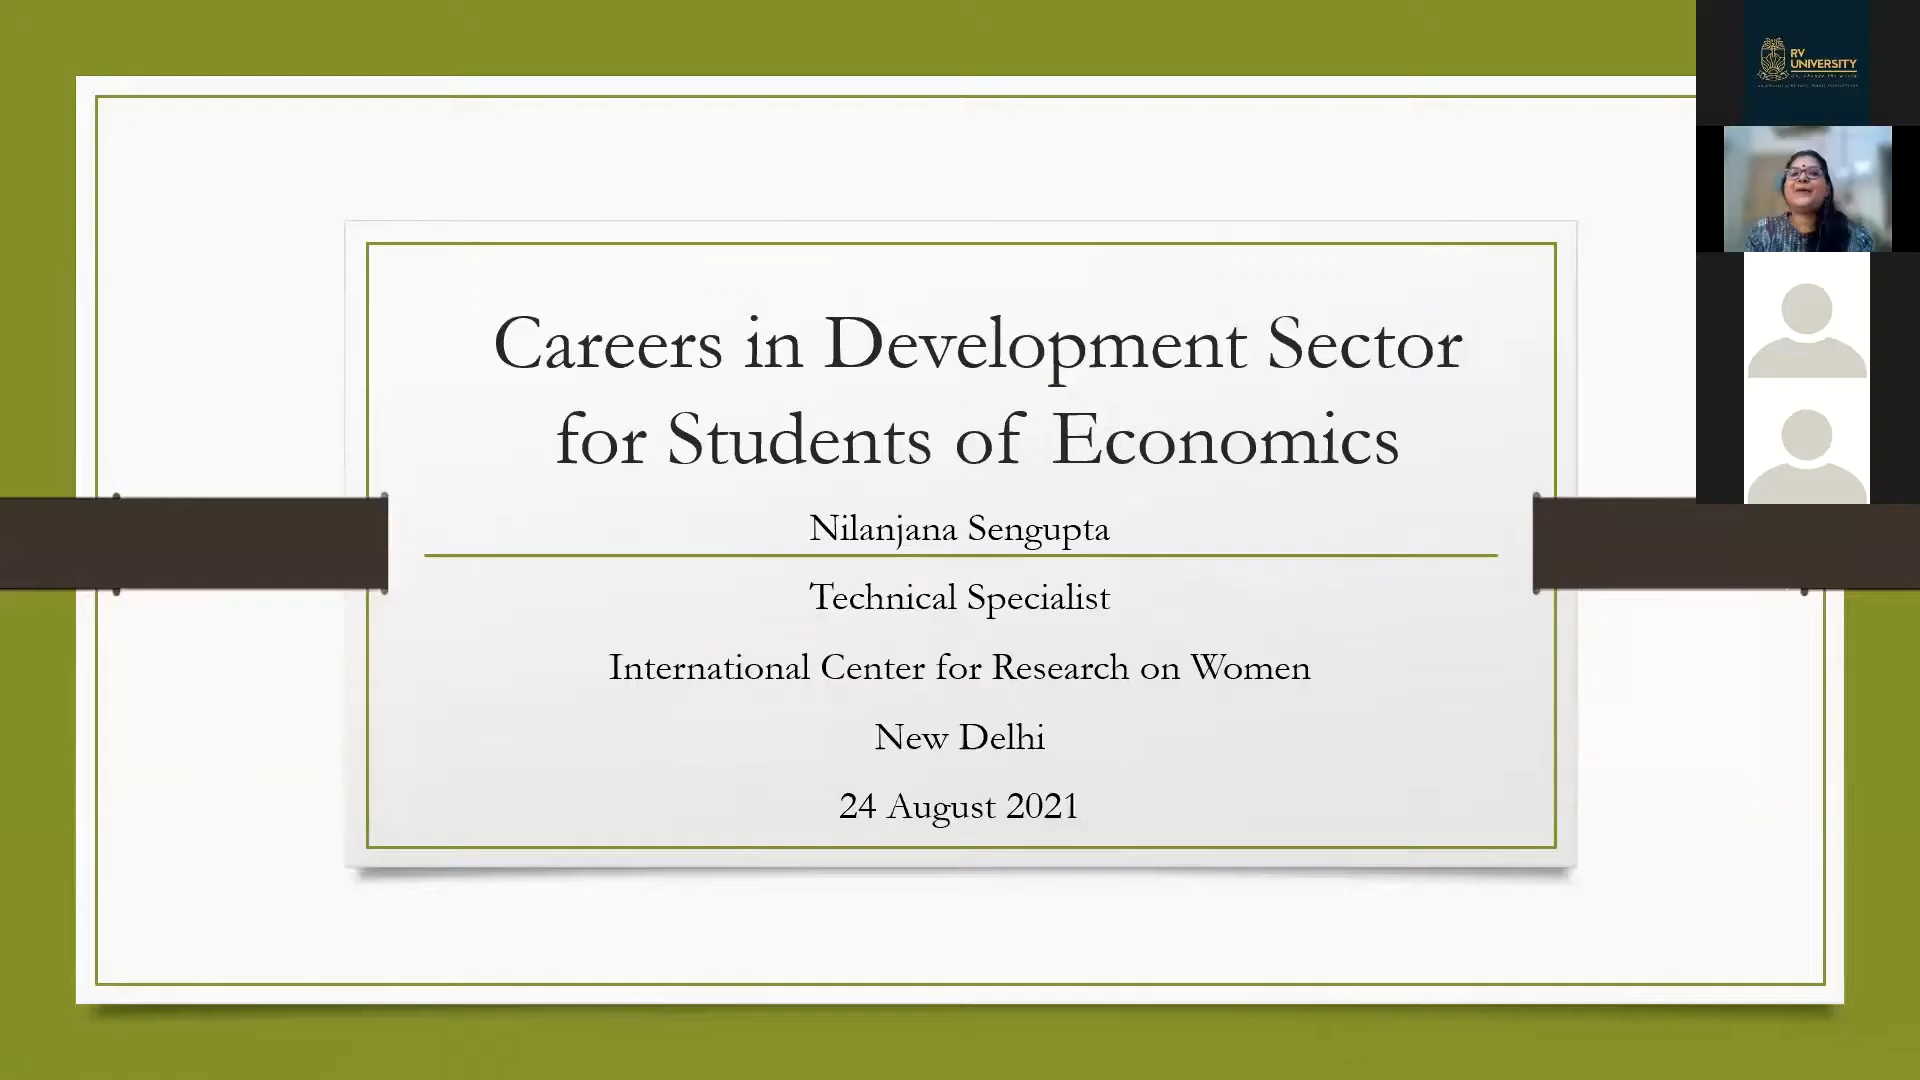 Careers in Development Sector
for Students of Economics
Nilanjana Sengupta
Technical Specialist
International Center for Research on Women
New Delhi
24 August 2021
RV
UNIVERSITY